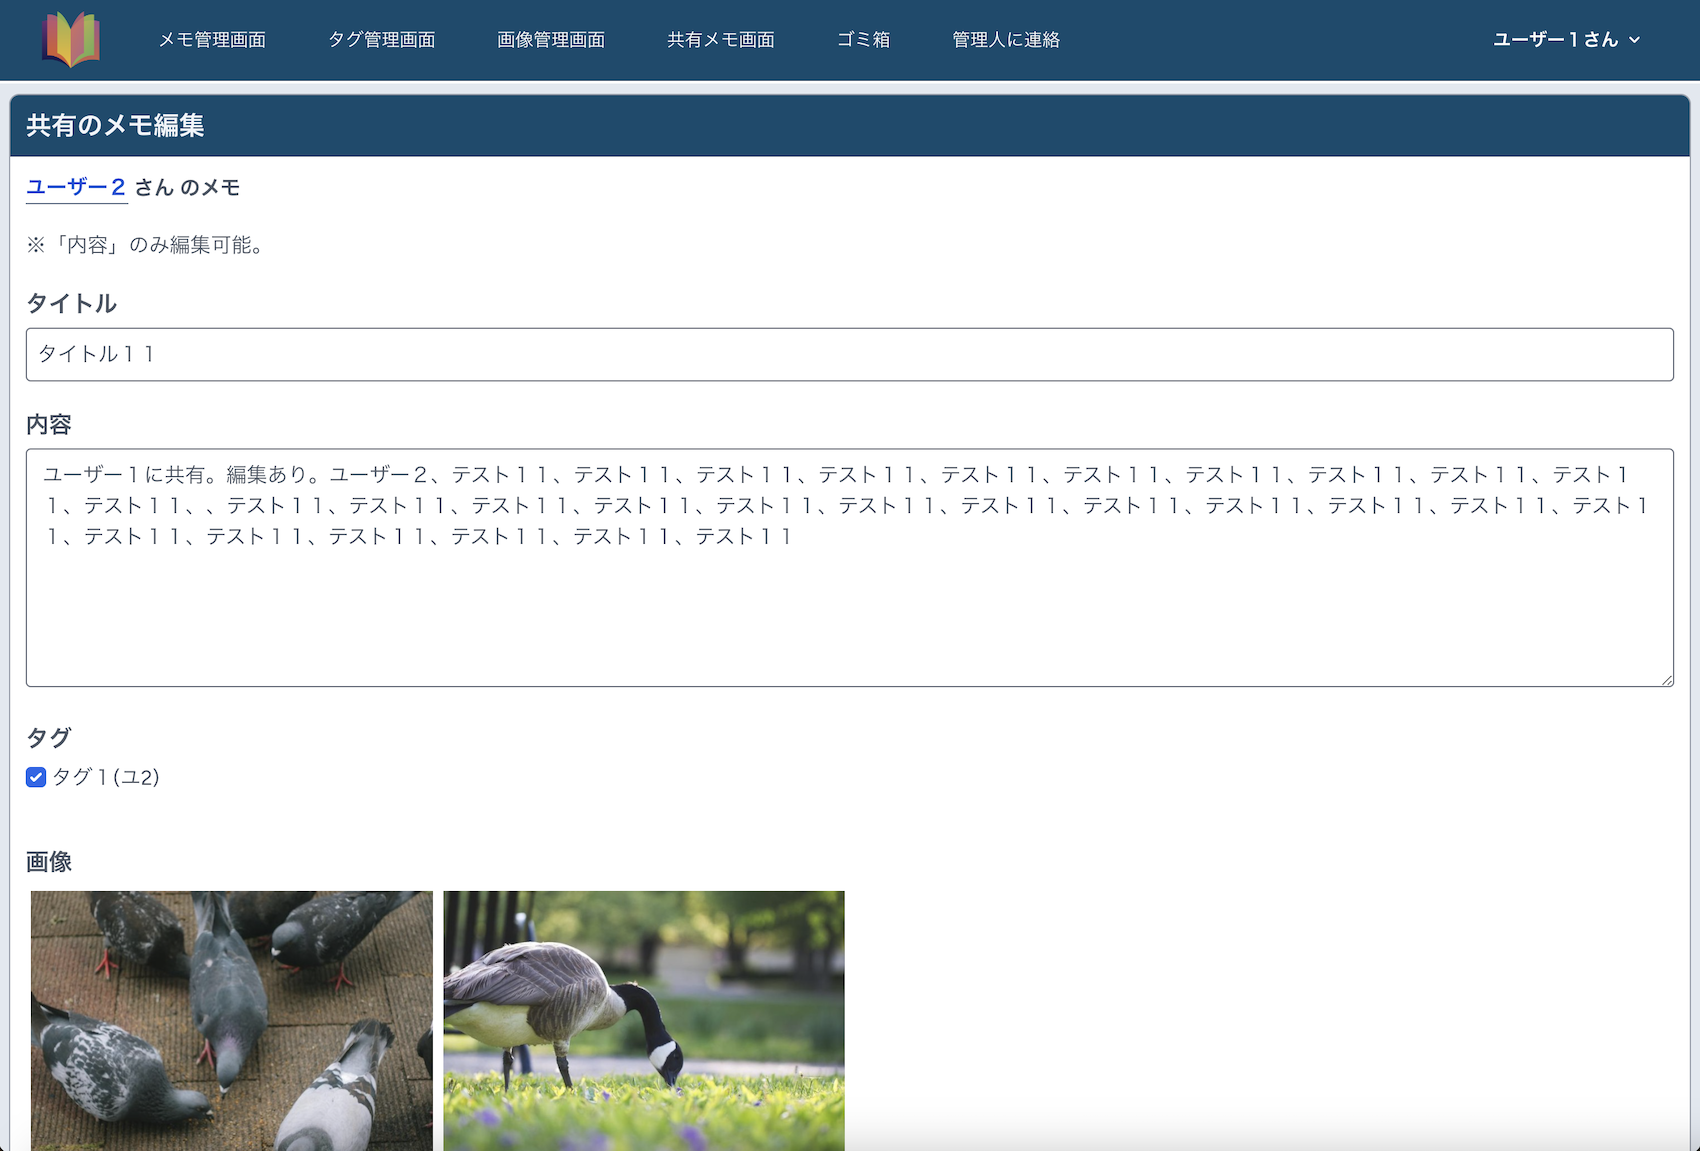 メモ管理画面 タグ管理画面 画像管理画面 共有メモ画面 ゴミ箱 管理人に連絡 ユーザー１さん
共有のメモ編集
ユーザー２ さん のメモ
※「内容」のみ編集可能。
タイトル
タイトル１１
内容
ユーザー１に共有。編集あり。ユーザー２、テスト１１、テスト１１、テスト１１、テスト１１、テスト１１、テスト１１、テスト１１、テスト１１、テスト１１、テスト１
１、テスト１１、、テスト１１、テスト１１、テスト１１、テスト１１、テスト１１、テスト１１、テスト１１、テスト１１、テスト１１、テスト１１、テスト１１、テスト１
１、テスト１１、テスト１１、テスト１１、テスト１１、テスト１１、テスト１１
タグ
タグ１(ユ2)
画像